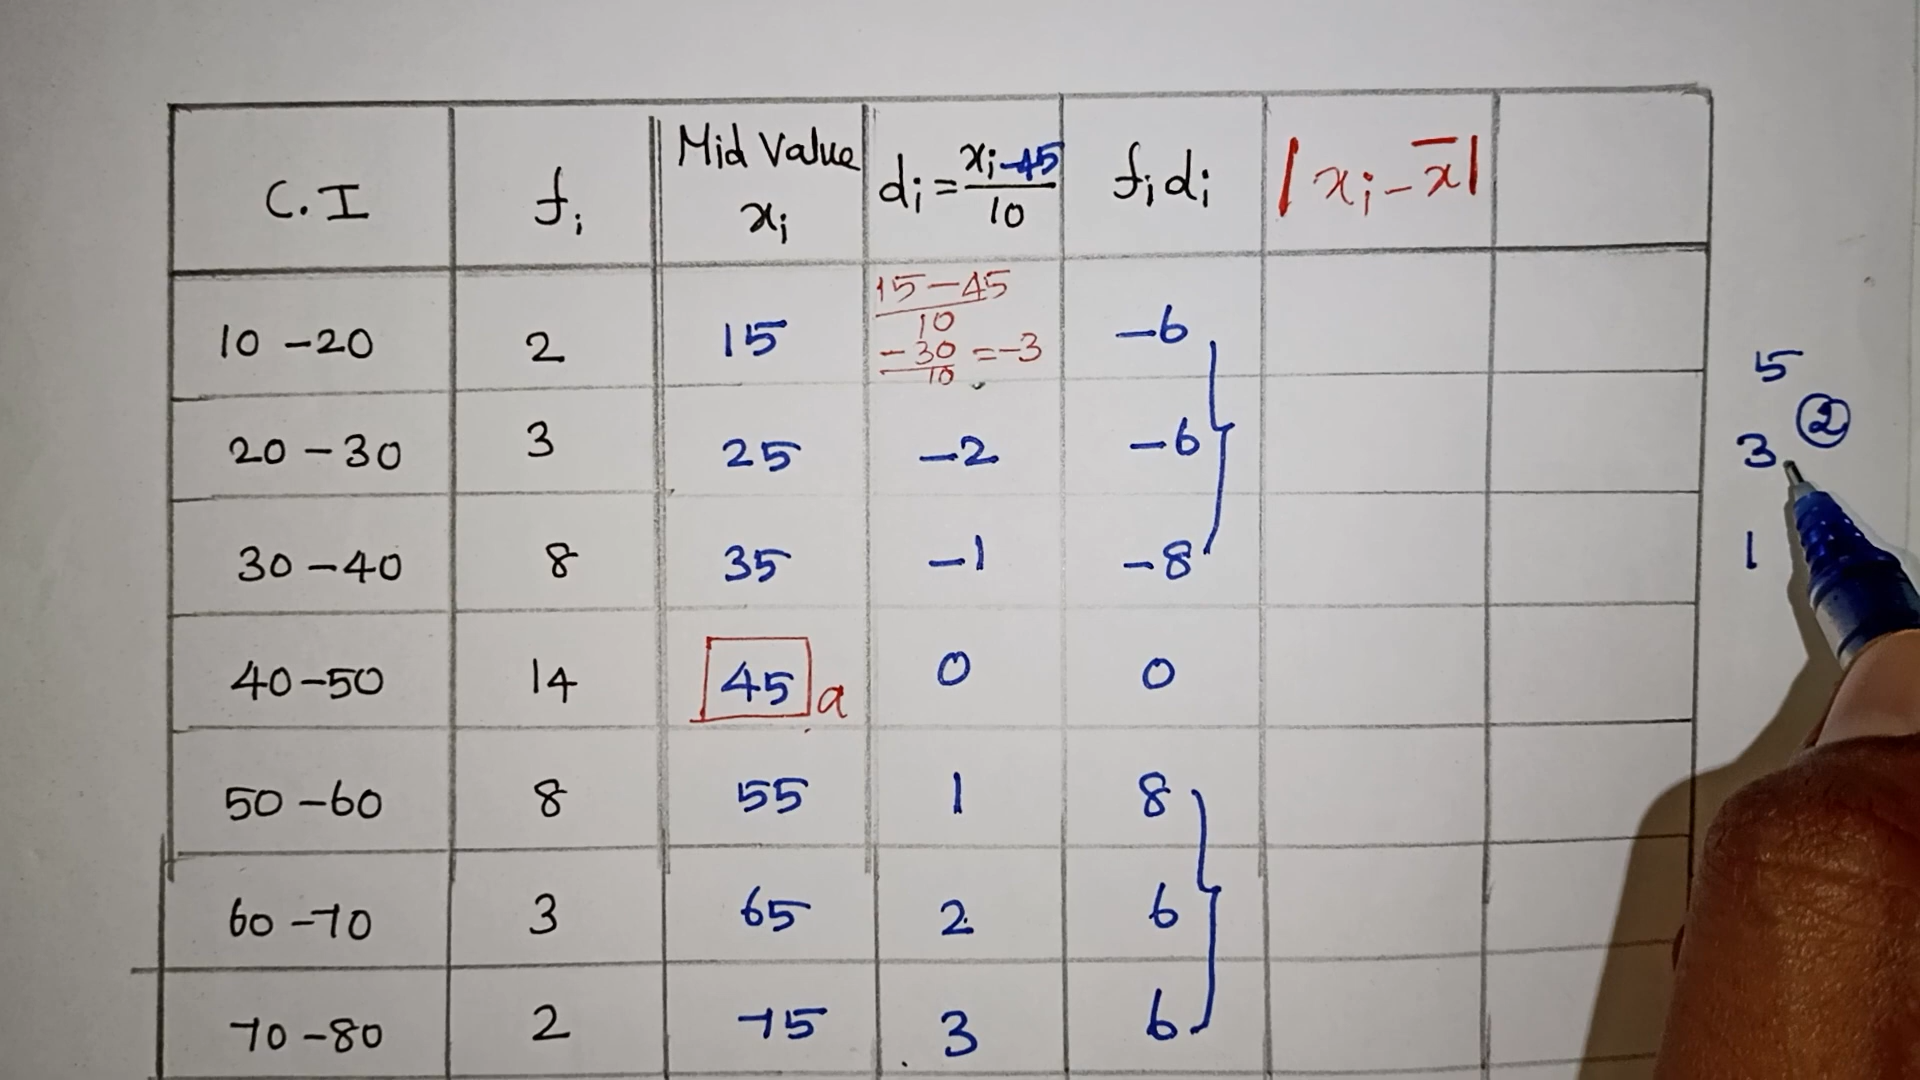 C.I fi Mid Value xi di = xi-45/10 fidi |xi - x̄|
10-20 2 15 15-45/10 -30/10 = -3 -6
20-30 3 25 -2 -6
30-40 8 35 -1 -8
40-50 14 45 a 0 0
50-60 8 55 1 8
60-70 3 65 2 6
70-80 2 75 3 6
5
3 2
1